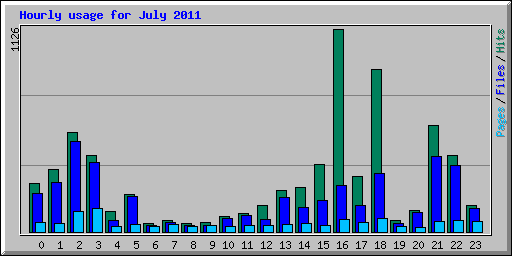 Hourly usage for July 2011
1126
Pages/Files/Hits
0 1 2 3 4 5 6 7 8 9 10 11 12 13 14 15 16 17 18 19 20 21 22 23